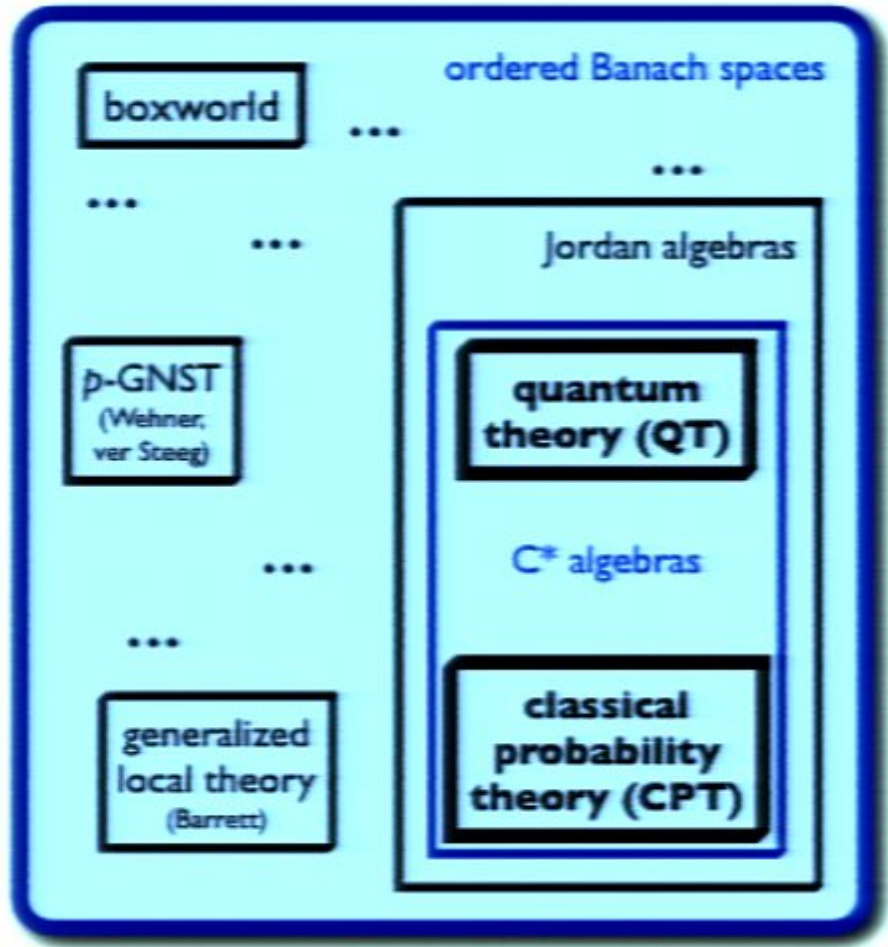 ordered Banach spaces
boxworld
...
...
...
...
Jordan algebras
p-GNST
(Wehner,
ver Steeg)
quantum
theory (QT)
C* algebras
...
...
generalized
local theory
(Barrett)
classical
probability
theory (CPT)